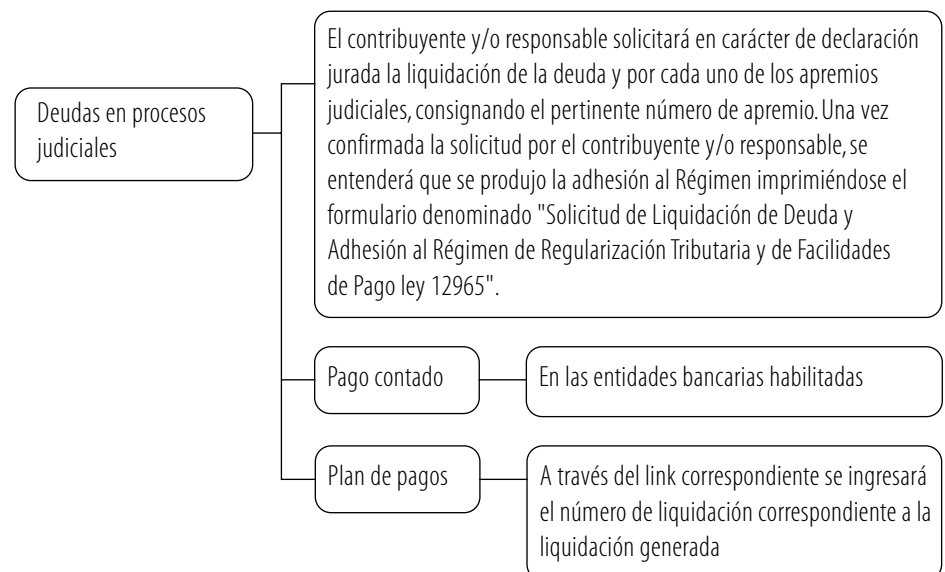 Deudas en procesos
judiciales
El contribuyente y/o responsable solicitará en carácter de declaración
jurada la liquidación de la deuda y por cada uno de los apremios
judiciales, consignando el pertinente número de apremio. Una vez
confirmada la solicitud por el contribuyente y/o responsable, se
entenderá que se produjo la adhesión al Régimen imprimiéndose el
formulario denominado "Solicitud de Liquidación de Deuda y
Adhesión al Régimen de Regularización Tributaria y de Facilidades
de Pago ley 12965".
Pago contado
En las entidades bancarias habilitadas
Plan de pagos
A través del link correspondiente se ingresará
el número de liquidación correspondiente a la
liquidación generada